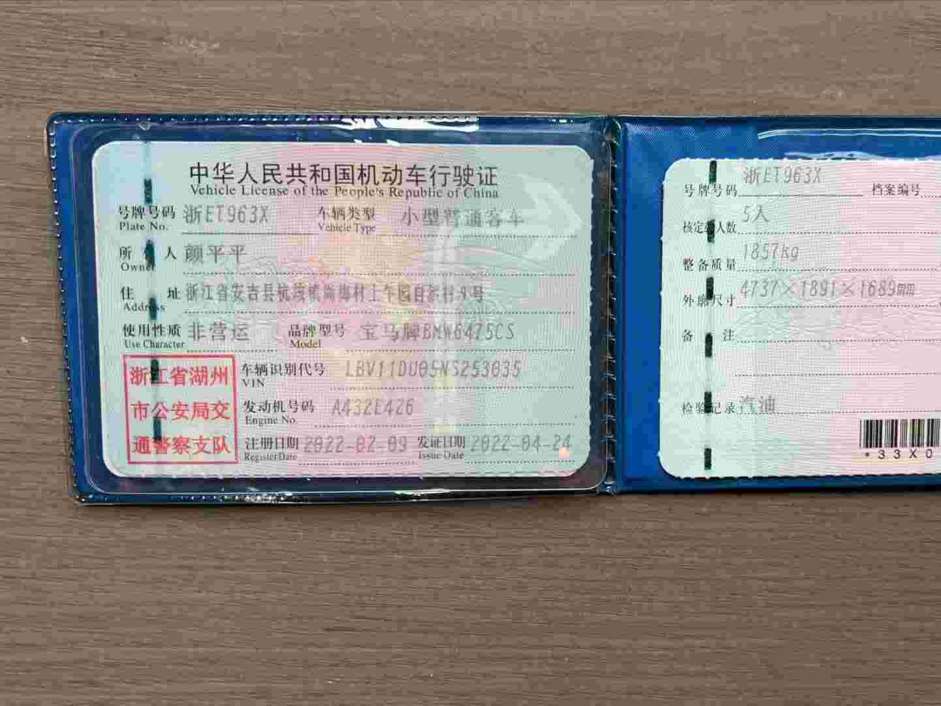 中华人民共和国机动车行驶证
Vehicle License of the People's Republic of China
号牌号码 浙ET963X 车辆类型 小型普通客车
Plate No. Vehicle Type
所有人 颜平平
Owner
住 址 浙江省安吉县
Address
使用性质 非营运 品牌型号 宝马牌BMW6475CS
Use Character Model
浙江省湖州
市公安局交
通警察支队
车辆识别代号 LBV11DU05NS253035
VIN
发动机号码 A432E426
Engine No.
注册日期 2022-02-09 发证日期 2022-04-24
Register Date Issue Date
号牌号码 浙ET963X 档案编号
核定载人数 5人
整备质量 1857kg
外廓尺寸 4737×1891×1689mm
备 注
检验记录 汽油
*33X0